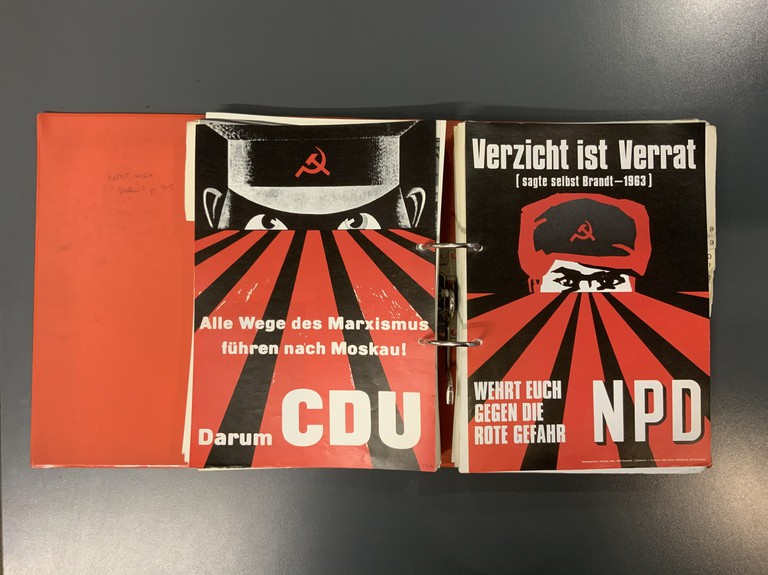 Alle Wege des Marxismus
führen nach Moskau!
Darum CDU
Verzicht ist Verrat
[sagte selbst Brandt—1963]
WEHRT EUCH
GEGEN DIE
ROTE GEFAHR
NPD